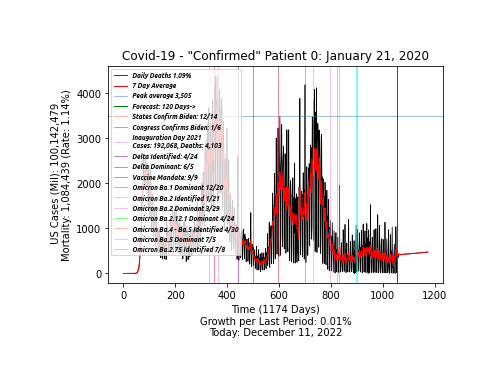 Covid-19 - "Confirmed" Patient 0: January 21, 2020
US Cases (Mil): 100,142,479
Mortality: 1,084,439 (Rate: 1.14%)
4000
3000
2000
1000
0
Daily Deaths 1.09%
7 Day Average
Peak average 3,505
Forecast: 120 Days->
States Confirm Biden: 12/14
Congress Confirms Biden: 1/6
Inauguration Day 2021
Cases: 192,068, Deaths: 4,103
Delta Identified: 4/24
Delta Dominant: 6/5
Vaccine Mandate: 9/9
Omicron Ba.1 Dominant 12/20
Omicron Ba.2 Identified 1/21
Omicron Ba.2 Dominant 3/29
Omicron Ba.2.12.1 Dominant 4/24
Omicron Ba.4 - Ba.5 Identified 4/30
Omicron Ba.5 Dominant 7/5
Omicron Ba.2.75 Identified 7/8
0 200 400 600 800 1000 1200
Time (1174 Days)
Growth per Last Period: 0.01%
Today: December 11, 2022